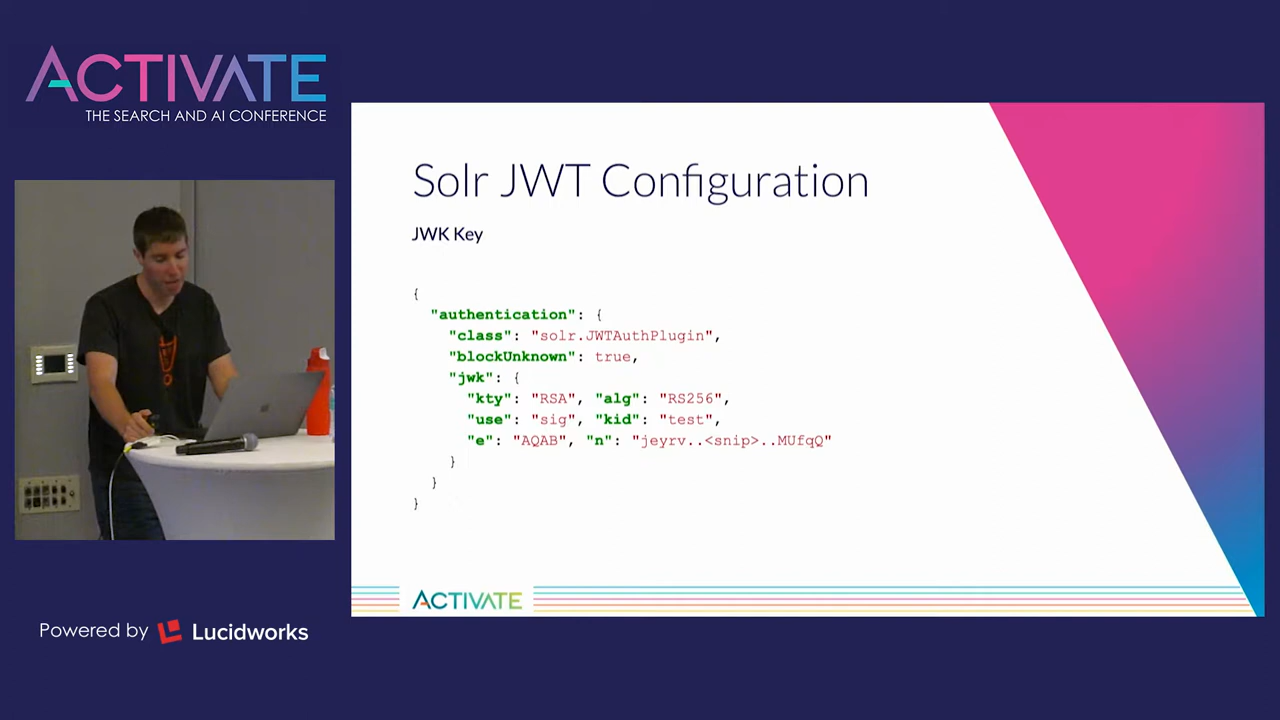 ACTIVATE
THE SEARCH AND AI CONFERENCE
Solr JWT Configuration
JWK Key
{
"authentication": {
"class": "solr.JWTAuthPlugin",
"blockUnknown": true,
"jwk": {
"kty": "RSA", "alg": "RS256",
"use": "sig", "kid": "test",
"e": "AQAB", "n": "jeyrv..<snip>..MUfqQ"
}
}
}
ACTIVATE
Powered by Lucidworks